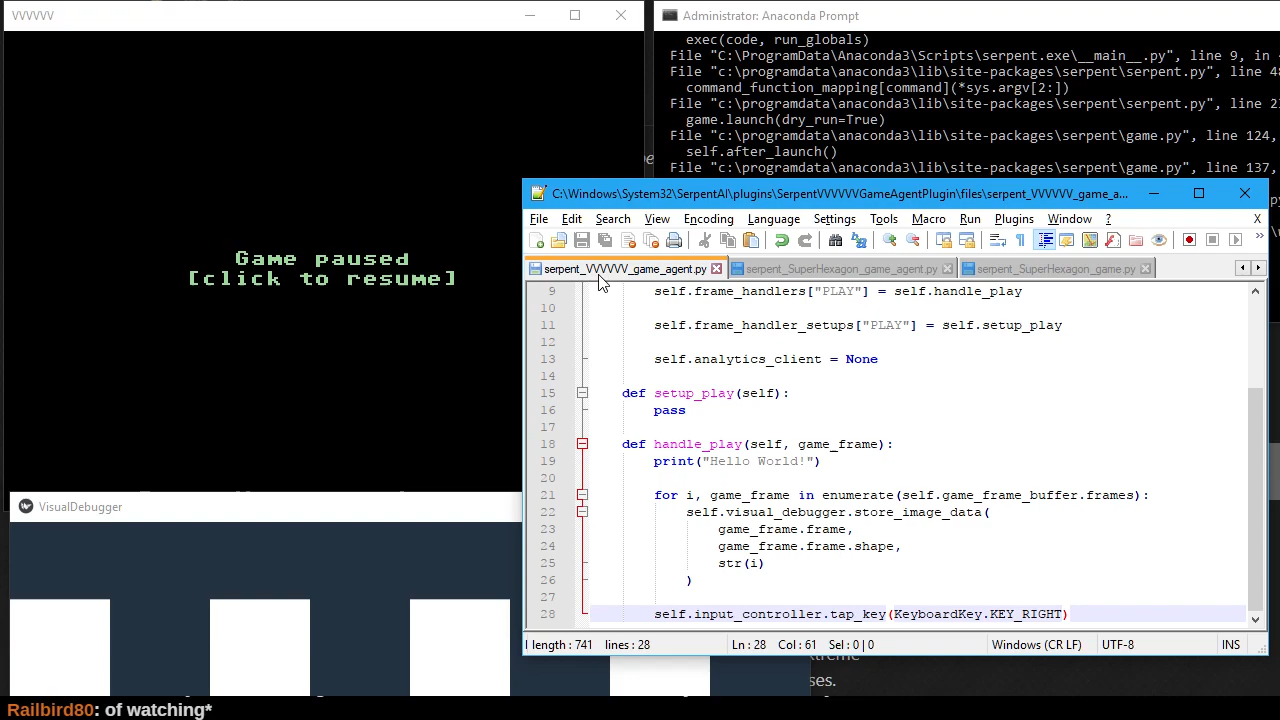 VVVVVV
Game paused
[click to resume]
VisualDebugger
Administrator: Anaconda Prompt
exec(code, run_globals)
File "C:\ProgramData\Anaconda3\Scripts\serpent.exe\__main__.py", line 9, in
File "c:\programdata\anaconda3\lib\site-packages\serpent\serpent.py", line 48
command_function_mapping[command](*sys.argv[2:])
File "c:\programdata\anaconda3\lib\site-packages\serpent\serpent.py", line 2
game.launch(dry_run=True)
File "c:\programdata\anaconda3\lib\site-packages\serpent\game.py", line 124,
self.after_launch()
File "c:\programdata\anaconda3\lib\site-packages\serpent\game.py", line 137,
C:\Windows\System32\SerpentAI\plugins\SerpentVVVVVVGameAgentPlugin\files\serpent_VVVVVV_game_a...
File Edit Search View Encoding Language Settings Tools Macro Run Plugins Window ? X
serpent_VVVVVV_game_agent.py serpent_SuperHexagon_game_agent.py serpent_SuperHexagon_game.py
9 self.frame_handlers["PLAY"] = self.handle_play
10
11 self.frame_handler_setups["PLAY"] = self.setup_play
12
13 self.analytics_client = None
14
15 def setup_play(self):
16 pass
17
18 def handle_play(self, game_frame):
19 print("Hello World!")
20
21 for i, game_frame in enumerate(self.game_frame_buffer.frames):
22 self.visual_debugger.store_image_data(
23 game_frame.frame,
24 game_frame.frame.shape,
25 str(i)
26 )
27
28 self.input_controller.tap_key(KeyboardKey.KEY_RIGHT)
length : 741 lines : 28 Ln : 28 Col : 61 Sel : 0 | 0 Windows (CR LF) UTF-8 INS
ses.
Railbird80: of watching*